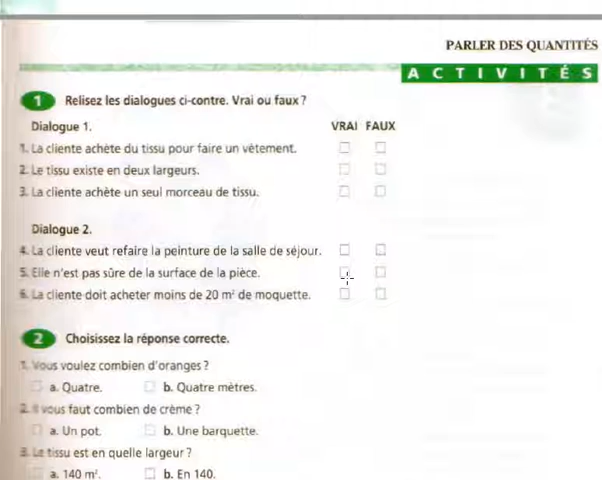 PARLER DES QUANTITÉS
ACTIVITÉS
1 Relisez les dialogues ci-contre. Vrai ou faux ?
Dialogue 1. VRAI FAUX
1. La cliente achète du tissu pour faire un vêtement.
2. Le tissu existe en deux largeurs.
3. La cliente achète un seul morceau de tissu.
Dialogue 2.
4. La cliente veut refaire la peinture de la salle de séjour.
5. Elle n'est pas sûre de la surface de la pièce.
6. La cliente doit acheter moins de 20 m² de moquette.
2 Choisissez la réponse correcte.
1. Vous voulez combien d'oranges ?
a. Quatre. b. Quatre mètres.
2. Il vous faut combien de crème ?
a. Un pot. b. Une barquette.
3. Le tissu est en quelle largeur ?
a. 140 m². b. En 140.